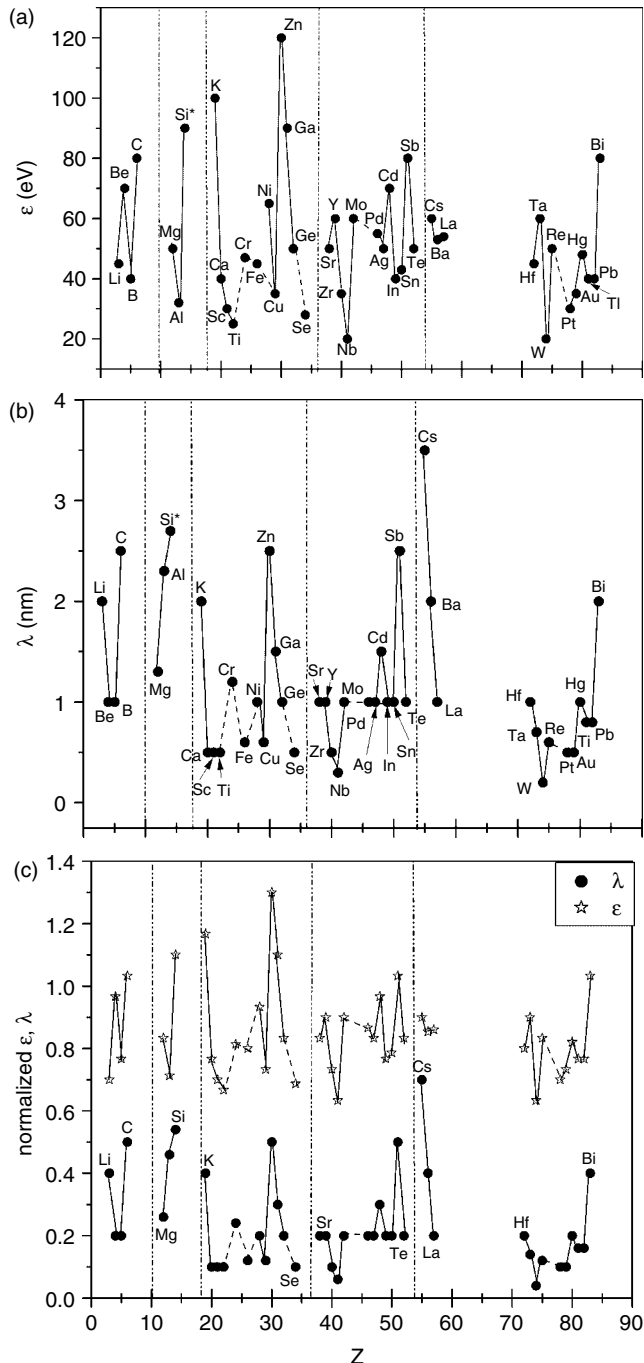 (a)
120
100
80
60
40
20
ε (eV)
Li
Be
B
C
Mg
Al
Si*
K
Ca
Sc
Ti
Cr
Fe
Ni
Cu
Zn
Ga
Ge
Se
Sr
Y
Zr
Nb
Mo
Pd
Ag
Cd
In
Sn
Sb
Te
Cs
Ba
La
Hf
Ta
W
Re
Pt
Hg
Au
Tl
Pb
Bi
(b)
4
3
2
1
0
λ (nm)
Li
Be
B
C
Mg
Al
Si*
K
Ca
Sc
Ti
Cr
Fe
Ni
Cu
Zn
Ga
Ge
Se
Sr
Y
Zr
Nb
Mo
Pd
Ag
Cd
In
Sn
Sb
Te
Cs
Ba
La
Hf
Ta
W
Re
Pt
Au
Hg
Ti
Pb
Bi
(c)
1.4
1.2
1.0
0.8
0.6
0.4
0.2
0.0
normalized ε, λ
λ
ε
Li
C
Mg
Si
K
Se
Sr
Te
Cs
La
Hf
Bi
0 10 20 30 40 50 60 70 80 90
Z